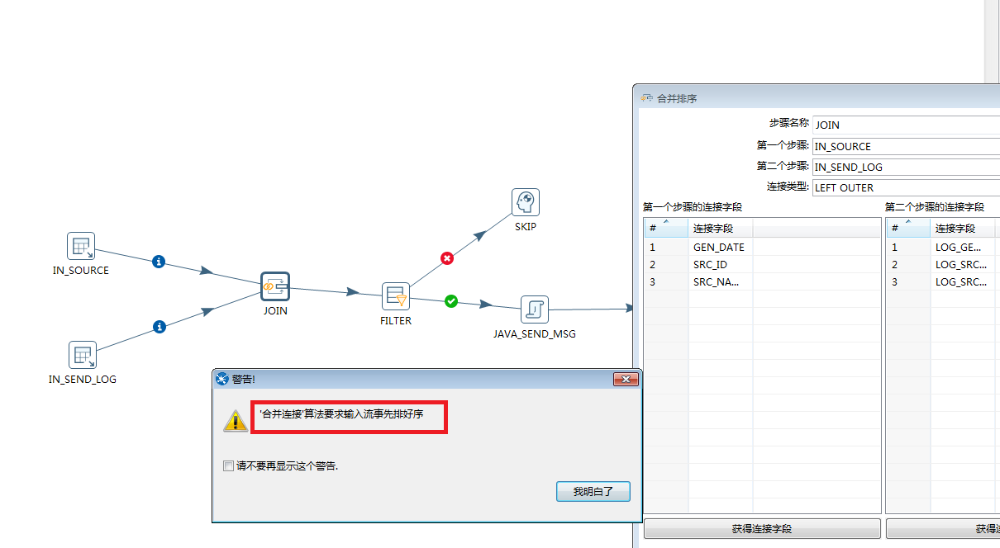 合并排序
步骤名称
JOIN
第一个步骤:
IN_SOURCE
第二个步骤:
IN_SEND_LOG
连接类型:
LEFT OUTER
第一个步骤的连接字段
第二个步骤的连接字段
# 连接字段
1 GEN_DATE
2 SRC_ID
3 SRC_NA...
# 连接字段
1 LOG_GE...
2 LOG_SRC...
3 LOG_SRC...
获得连接字段
获得
SKIP
IN_SOURCE
JOIN
FILTER
JAVA_SEND_MSG
IN_SEND_LOG
警告!
'合并连接'算法要求输入流事先排好序
请不要再显示这个警告.
我明白了